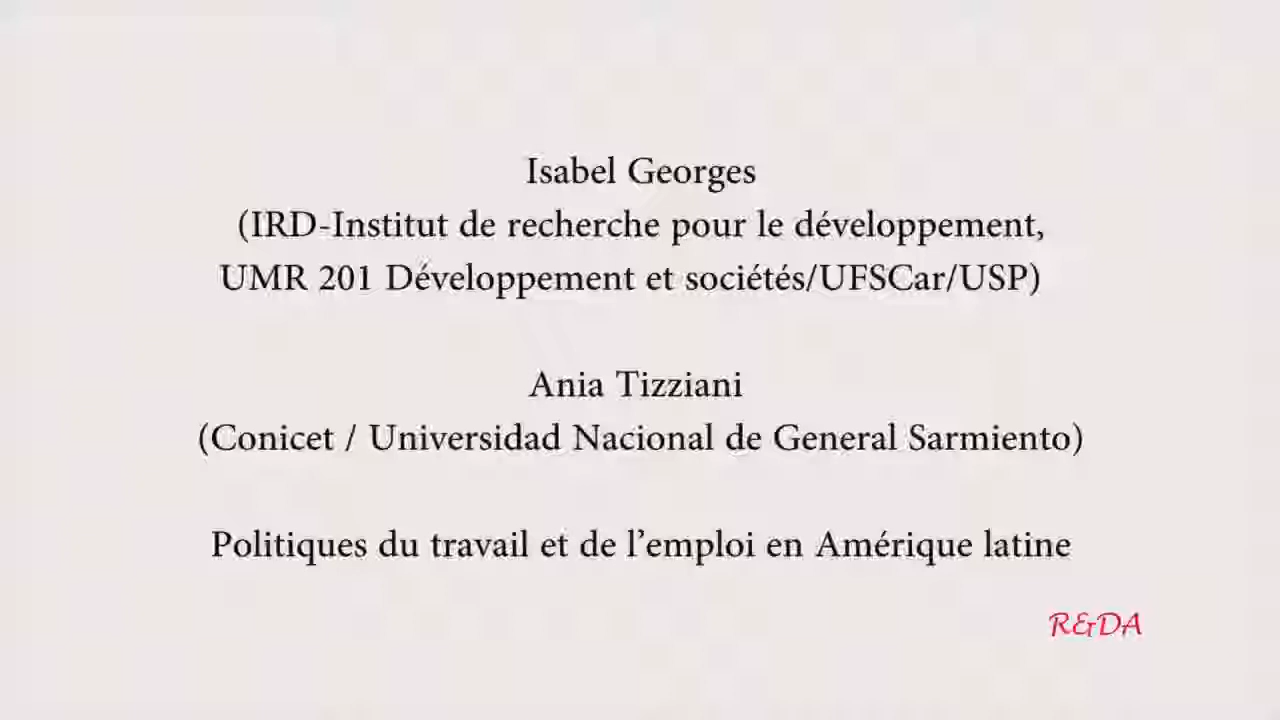 Isabel Georges
(IRD-Institut de recherche pour le développement,
UMR 201 Développement et sociétés/UFSCar/USP)
Ania Tizziani
(Conicet / Universidad Nacional de General Sarmiento)
Politiques du travail et de l’emploi en Amérique latine
R&DA